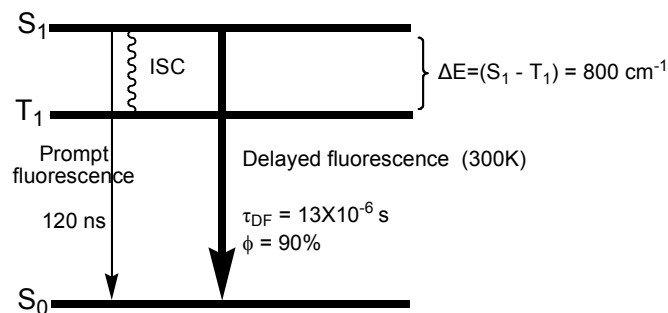 S₁
ISC
ΔE=(S₁ - T₁) = 800 cm⁻¹
T₁
Prompt
fluorescence
Delayed fluorescence (300K)
120 ns
τ_DF = 13X10⁻⁶ s
ϕ = 90%
S₀